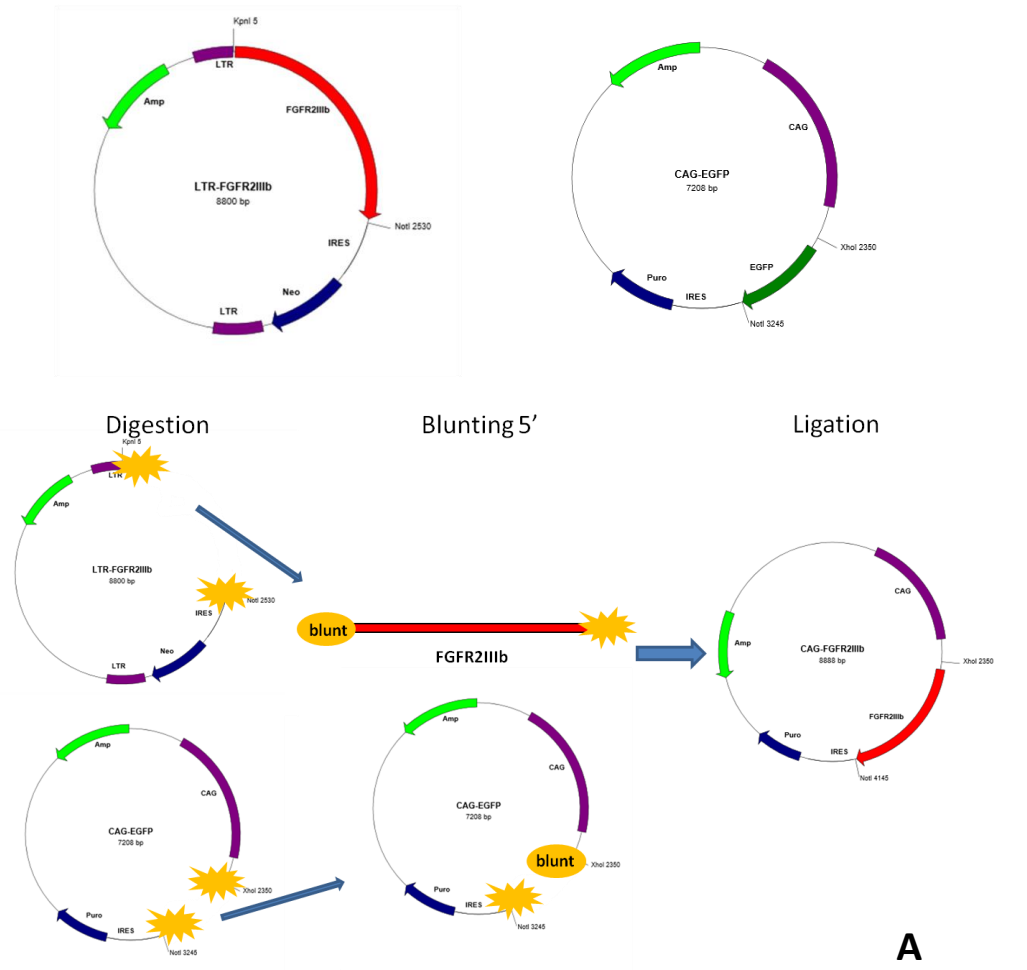 KpnI 5
LTR
Amp
FGFR2IIIb
LTR-FGFR2IIIb
8800 bp
NotI 2530
IRES
Neo
LTR
Amp
CAG
CAG-EGFP
7208 bp
XhoI 2350
EGFP
Puro
IRES
NotI 3245
Digestion
Blunting 5’
Ligation
KpnI 5
LTR
Amp
LTR-FGFR2IIIb
8800 bp
NotI 2530
IRES
Neo
LTR
blunt
FGFR2IIIb
CAG
Amp
CAG-FGFR2IIIb
8888 bp
XhoI 2350
FGFR2IIIb
Puro
IRES
NotI 4145
Amp
CAG
CAG-EGFP
7208 bp
XhoI 2350
Puro
IRES
NotI 3245
Amp
CAG
CAG-EGFP
7208 bp
blunt
XhoI 2350
Puro
IRES
NotI 3245
A